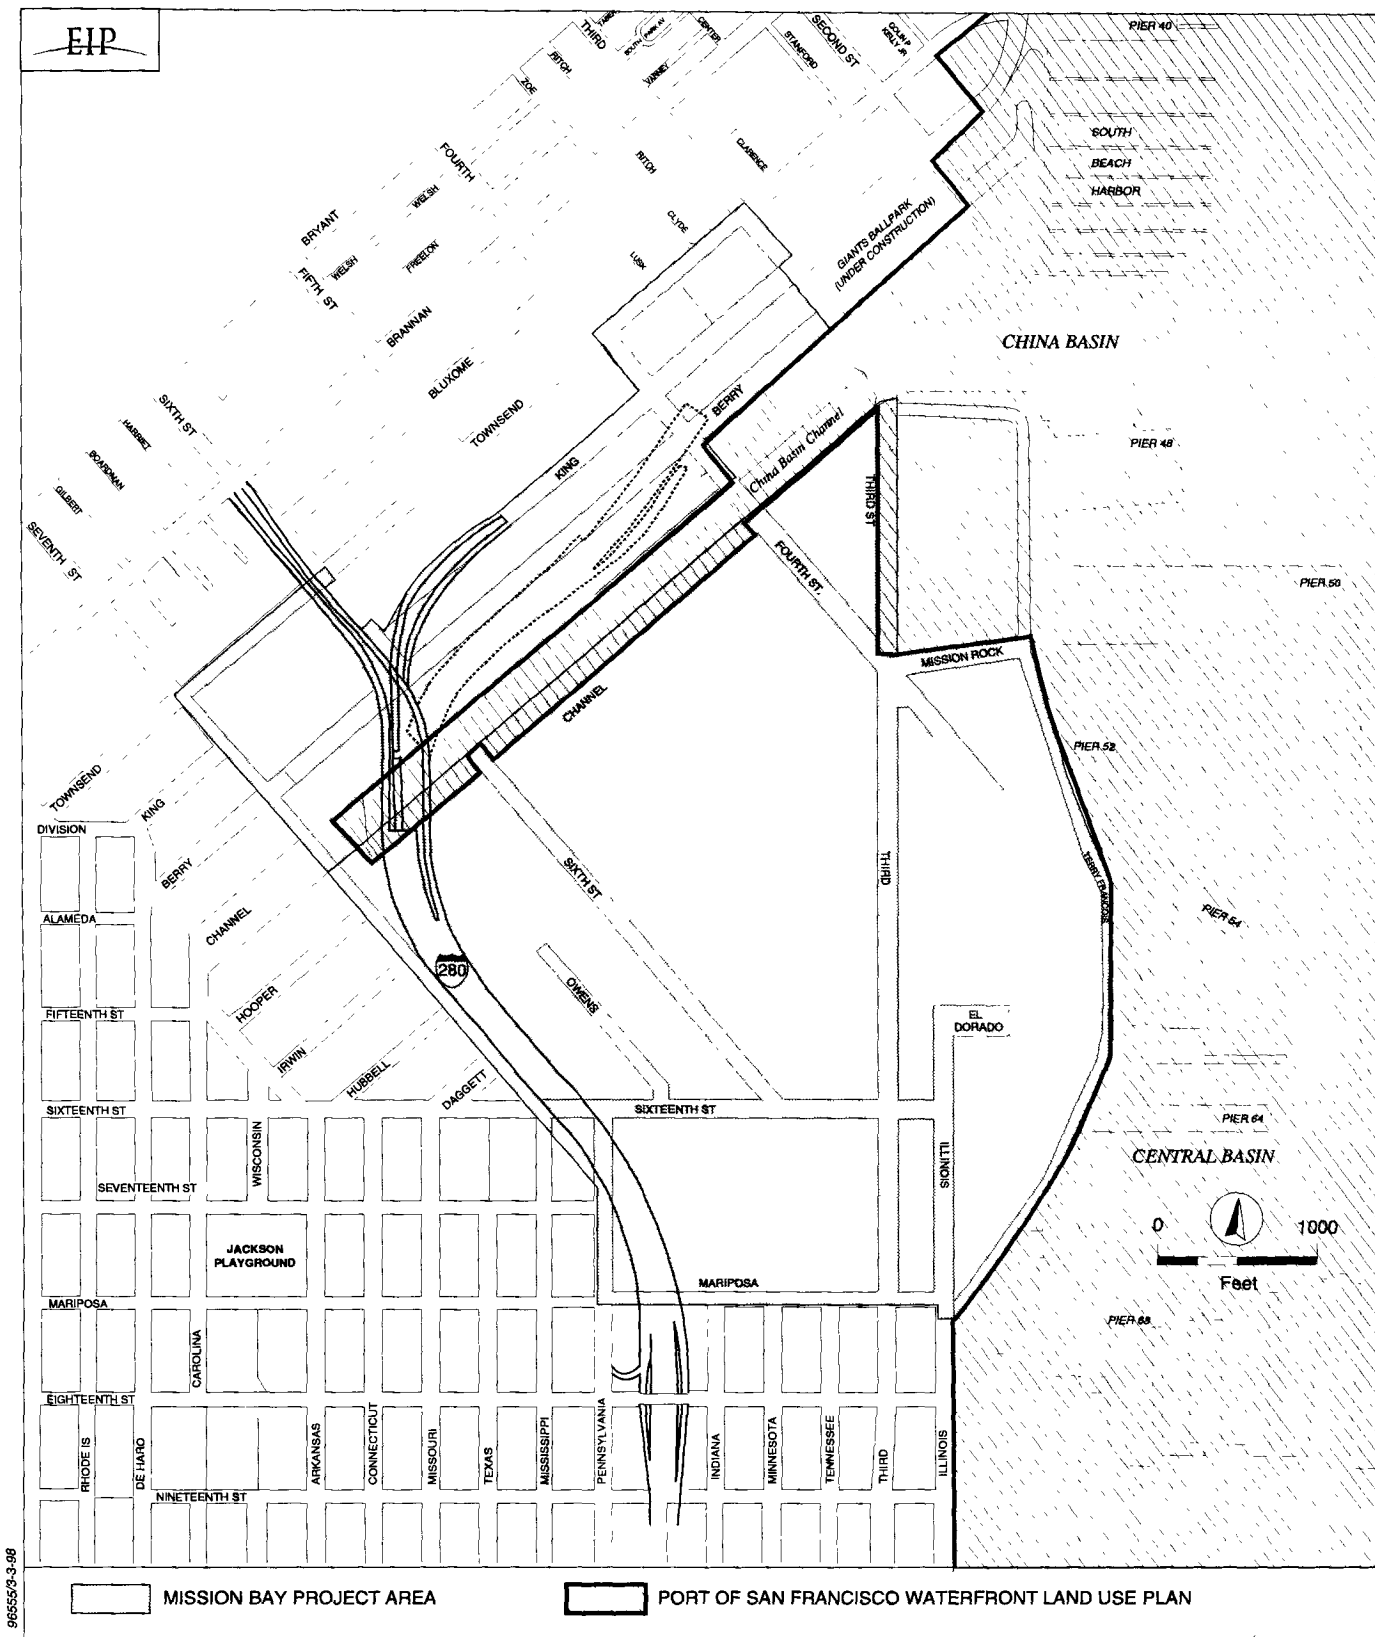 EIP
THIRD
SOUTH PARK AV
CENTER
SECOND ST
STANFORD
COLIN P
KELLY JR
PIER 40
RITCH
ZOE
VARNEY
SOUTH
BEACH
HARBOR
FOURTH
RITCH
CLARENCE
WELSH
BRYANT
CLYDE
GIANTS BALLPARK
(UNDER CONSTRUCTION)
WELSH
FREELON
LUSK
FIFTH ST
BRANNAN
CHINA BASIN
BLUXOME
BERRY
SIXTH ST
TOWNSEND
China Basin Channel
HARRIET
PIER 48
BOARDMAN
KING
GILBERT
THIRD ST
SEVENTH ST
FOURTH ST.
PIER 50
MISSION ROCK
CHANNEL
PIER 52
TOWNSEND
KING
DIVISION
BERRY
SIXTH ST
THIRD
TERRY FRANCOIS
ALAMEDA
CHANNEL
PIER 54
280
OWENS
HOOPER
FIFTEENTH ST
EL
DORADO
IRWIN
HUBBELL
DAGGETT
SIXTEENTH ST
SIXTEENTH ST
PIER 64
WISCONSIN
ILLINOIS
CENTRAL BASIN
SEVENTEENTH ST
0 1000
Feet
JACKSON
PLAYGROUND
MARIPOSA
MARIPOSA
PIER 68
CAROLINA
EIGHTEENTH ST
RHODE IS
DE HARO
ARKANSAS
CONNECTICUT
MISSOURI
TEXAS
MISSISSIPPI
PENNSYLVANIA
INDIANA
MINNESOTA
TENNESSEE
THIRD
ILLINOIS
NINETEENTH ST
96555/3-3-98
MISSION BAY PROJECT AREA
PORT OF SAN FRANCISCO WATERFRONT LAND USE PLAN